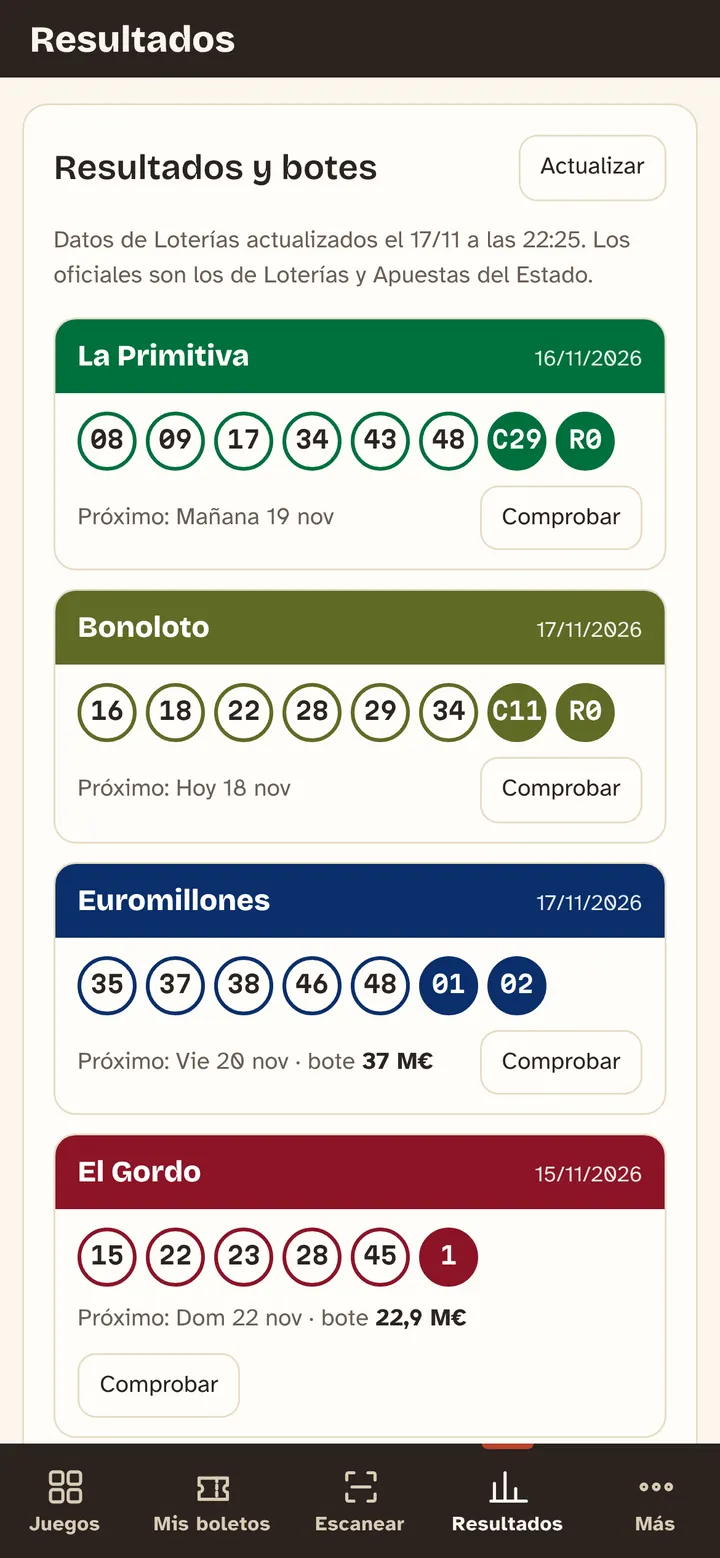 Resultados
Resultados y botes
Actualizar
Datos de Loterías actualizados el 17/11 a las 22:25. Los
oficiales son los de Loterías y Apuestas del Estado.
La Primitiva 16/11/2026
08 09 17 34 43 48 C29 R0
Próximo: Mañana 19 nov Comprobar
Bonoloto 17/11/2026
16 18 22 28 29 34 C11 R0
Próximo: Hoy 18 nov Comprobar
Euromillones 17/11/2026
35 37 38 46 48 01 02
Próximo: Vie 20 nov · bote 37 M€ Comprobar
El Gordo 15/11/2026
15 22 23 28 45 1
Próximo: Dom 22 nov · bote 22,9 M€
Comprobar
Juegos Mis boletos Escanear Resultados Más